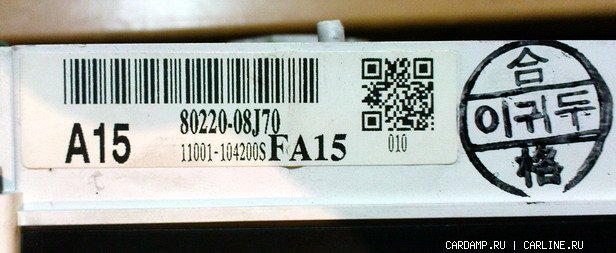 A15
80220-08J70
11001-104200S FA15
010
合
이귀두
格
CARDAMP.RU | CARLINE.RU